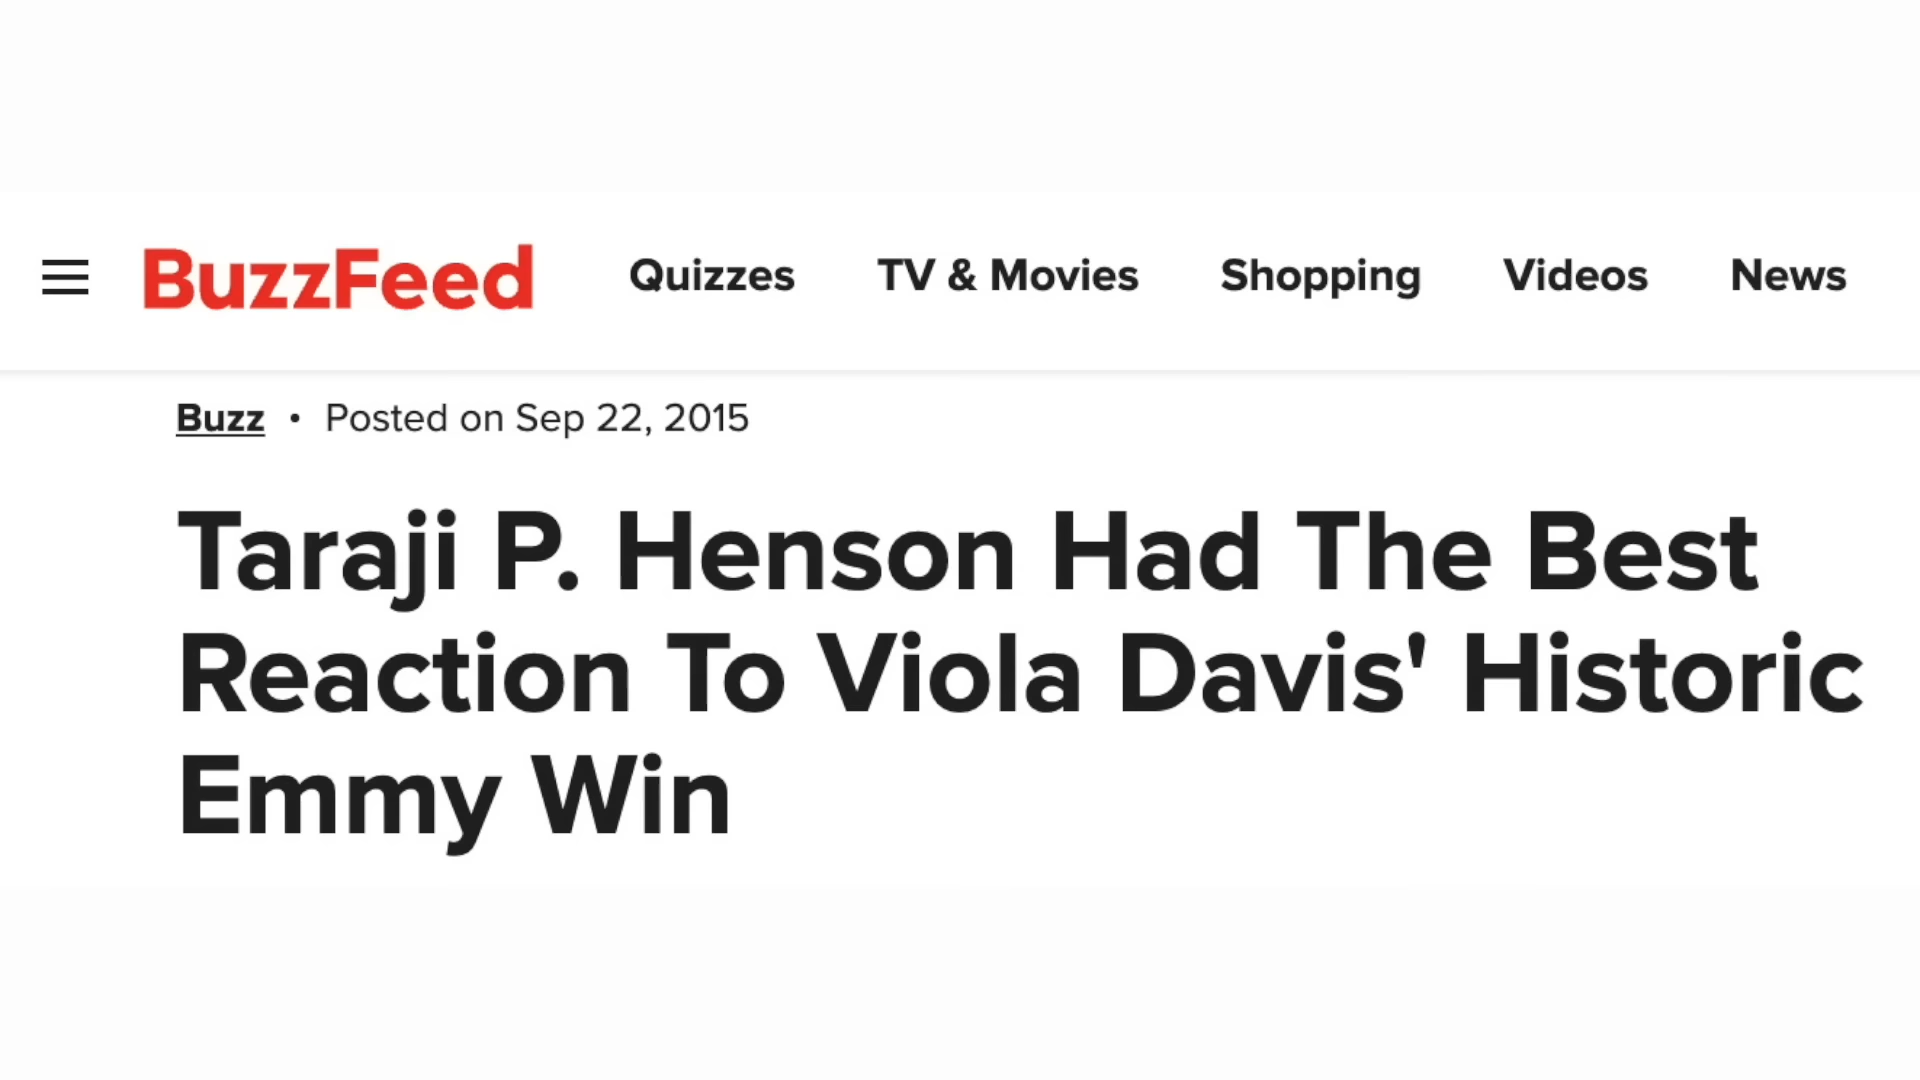 BuzzFeed Quizzes TV & Movies Shopping Videos News
Buzz • Posted on Sep 22, 2015
Taraji P. Henson Had The Best
Reaction To Viola Davis' Historic
Emmy Win